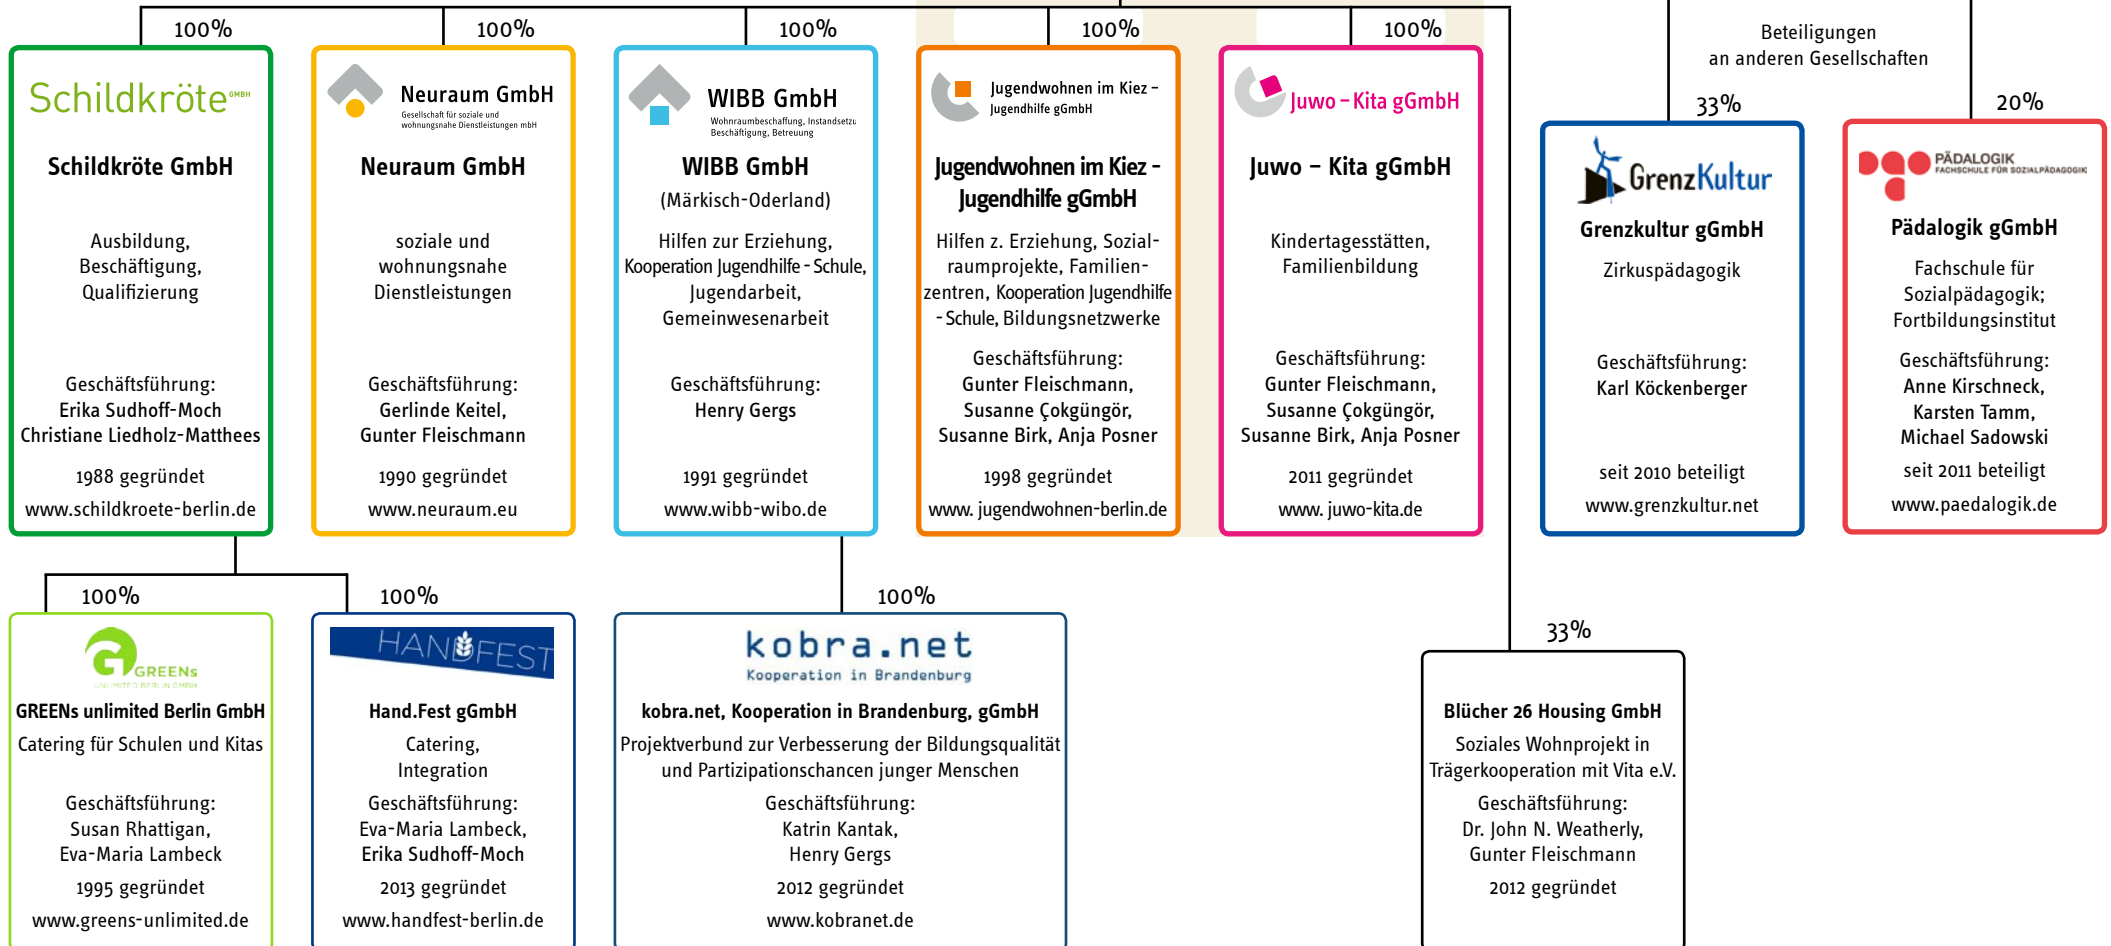 100%
Schildkröte GMBH
Schildkröte GmbH
Ausbildung,
Beschäftigung,
Qualifizierung
Geschäftsführung:
Erika Sudhoff-Moch
Christiane Liedholz-Matthees
1988 gegründet
www.schildkroete-berlin.de
100%
Neuraum GmbH
Gesellschaft für soziale und
wohnungsnahe Dienstleistungen mbH
Neuraum GmbH
soziale und
wohnungsnahe
Dienstleistungen
Geschäftsführung:
Gerlinde Keitel,
Gunter Fleischmann
1990 gegründet
www.neuraum.eu
100%
WIBB GmbH
Wohnraumbeschaffung, Instandsetzu
Beschäftigung, Betreuung
WIBB GmbH
(Märkisch-Oderland)
Hilfen zur Erziehung,
Kooperation Jugendhilfe - Schule,
Jugendarbeit,
Gemeinwesenarbeit
Geschäftsführung:
Henry Gergs
1991 gegründet
www.wibb-wibo.de
100%
Jugendwohnen im Kiez –
Jugendhilfe gGmbH
Jugendwohnen im Kiez –
Jugendhilfe gGmbH
Hilfen z. Erziehung, Sozial-
raumprojekte, Familien-
zentren, Kooperation Jugendhilfe
- Schule, Bildungsnetzwerke
Geschäftsführung:
Gunter Fleischmann,
Susanne Çokgüngör,
Susanne Birk, Anja Posner
1998 gegründet
www. jugendwohnen-berlin.de
100%
Juwo – Kita gGmbH
Juwo – Kita gGmbH
Kindertagesstätten,
Familienbildung
Geschäftsführung:
Gunter Fleischmann,
Susanne Çokgüngör,
Susanne Birk, Anja Posner
2011 gegründet
www. juwo-kita.de
Beteiligungen
an anderen Gesellschaften
33%
GrenzKultur
Grenzkultur gGmbH
Zirkuspädagogik
Geschäftsführung:
Karl Köckenberger
seit 2010 beteiligt
www.grenzkultur.net
20%
PÄDALOGIK
FACHSCHULE FÜR SOZIALPÄDAGOGIK
Pädalogik gGmbH
Fachschule für
Sozialpädagogik;
Fortbildungsinstitut
Geschäftsführung:
Anne Kirschneck,
Karsten Tamm,
Michael Sadowski
seit 2011 beteiligt
www.paedalogik.de
100%
GREENs
UNLIMITED BERLIN GMBH
GREENs unlimited Berlin GmbH
Catering für Schulen und Kitas
Geschäftsführung:
Susan Rhattigan,
Eva-Maria Lambeck
1995 gegründet
www.greens-unlimited.de
100%
HANDFEST
Hand.Fest gGmbH
Catering,
Integration
Geschäftsführung:
Eva-Maria Lambeck,
Erika Sudhoff-Moch
2013 gegründet
www.handfest-berlin.de
100%
kobra.net
Kooperation in Brandenburg
kobra.net, Kooperation in Brandenburg, gGmbH
Projektverbund zur Verbesserung der Bildungsqualität
und Partizipationschancen junger Menschen
Geschäftsführung:
Katrin Kantak,
Henry Gergs
2012 gegründet
www.kobranet.de
33%
Blücher 26 Housing GmbH
Soziales Wohnprojekt in
Trägerkooperation mit Vita e.V.
Geschäftsführung:
Dr. John N. Weatherly,
Gunter Fleischmann
2012 gegründet